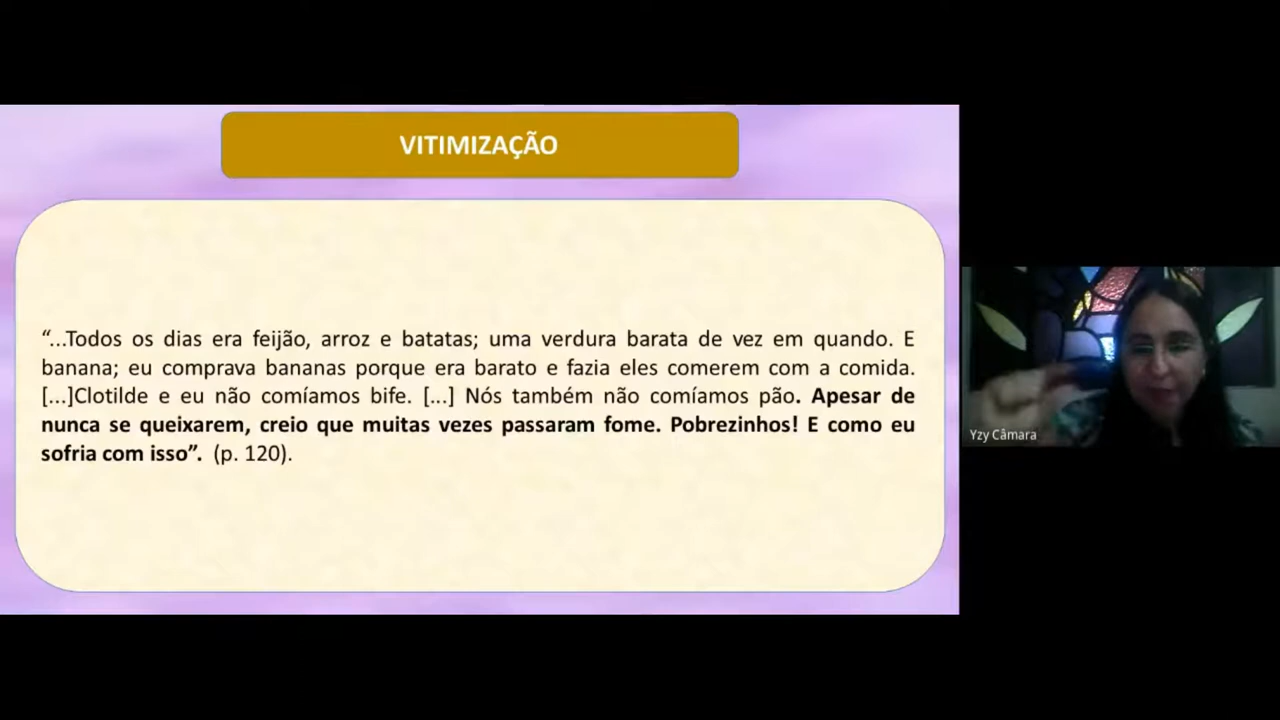 VITIMIZAÇÃO
“...Todos os dias era feijão, arroz e batatas; uma verdura barata de vez em quando. E
banana; eu comprava bananas porque era barato e fazia eles comerem com a comida.
[...]Clotilde e eu não comíamos bife. [...] Nós também não comíamos pão. Apesar de
nunca se queixarem, creio que muitas vezes passaram fome. Pobrezinhos! E como eu
sofria com isso”. (p. 120).
Yzy Câmara